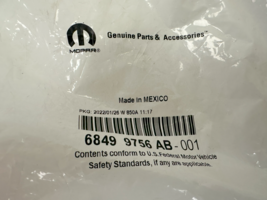 MOPAR
Genuine Parts & Accessories
Made in MEXICO
PKG 2022/01/26 W 850A 11:17
6849 9756 AB-001
Contents conform to U.S. Federal Motor Vehicle
Safety Standards, if any are applicable.